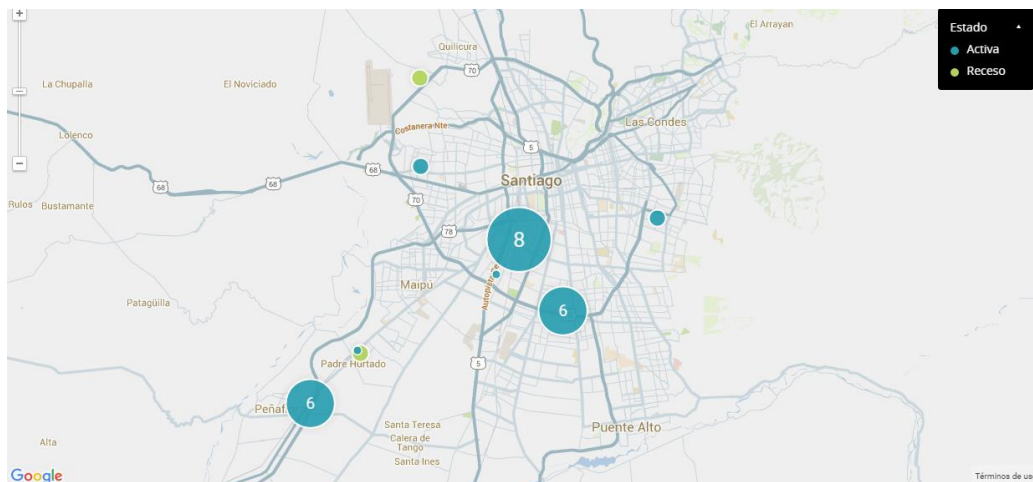 Estado
Activa
Receso
El Arrayan
Quilicura
70
La Chupalla
El Noviciado
Costanera Nte
Las Condes
Lolenco
5
68
68
Santiago
68
70
Rulos
Bustamante
78
8
Maipú
Patagüilla
6
Padre Hurtado
5
6
Peñaf
Santa Teresa
Calera de
Tango
Santa Ines
Puente Alto
Alta
Google
Términos de us